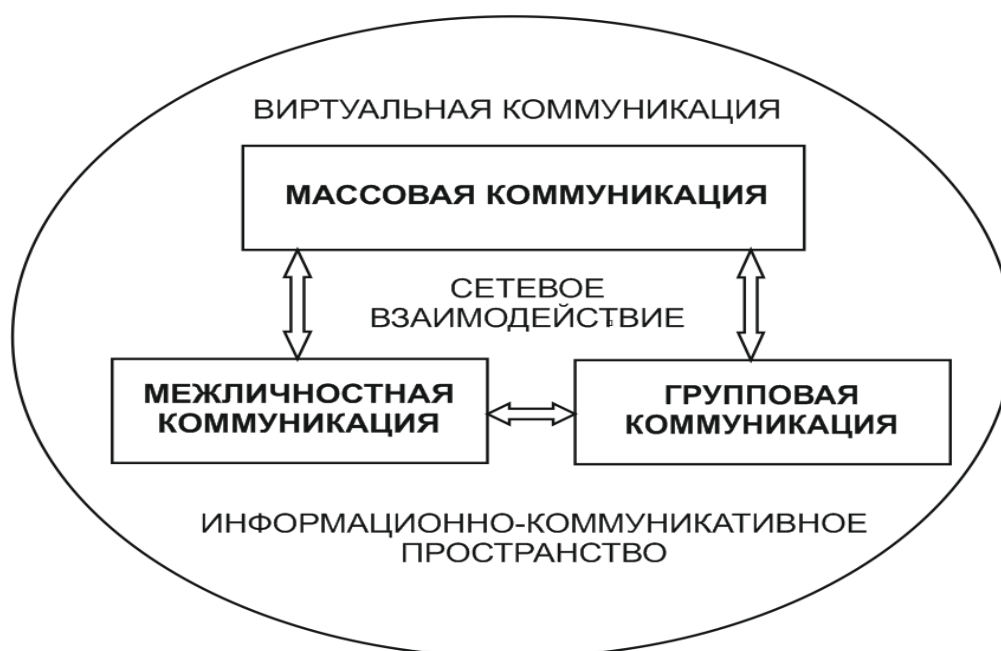 ВИРТУАЛЬНАЯ КОММУНИКАЦИЯ
МАССОВАЯ КОММУНИКАЦИЯ
СЕТЕВОЕ
ВЗАИМОДЕЙСТВИЕ
МЕЖЛИЧНОСТНАЯ
КОММУНИКАЦИЯ
ГРУППОВАЯ
КОММУНИКАЦИЯ
ИНФОРМАЦИОННО-КОММУНИКАТИВНОЕ
ПРОСТРАНСТВО